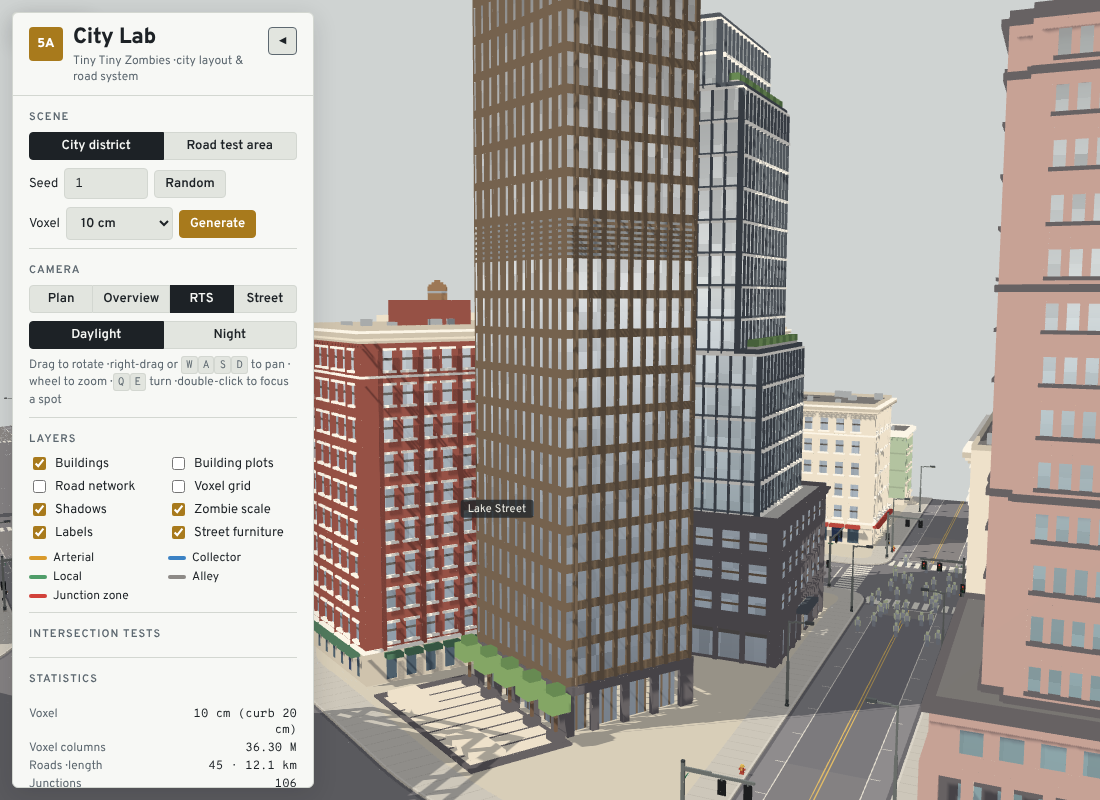 5A
City Lab
◄
Tiny Tiny Zombies · city layout &
road system
SCENE
City district
Road test area
Seed
1
Random
Voxel
10 cm
Generate
CAMERA
Plan
Overview
RTS
Street
Daylight
Night
Drag to rotate · right-drag or W A S D to pan ·
wheel to zoom · Q E turn · double-click to focus
a spot
LAYERS
Buildings
Building plots
Road network
Voxel grid
Shadows
Zombie scale
Labels
Street furniture
Arterial
Collector
Local
Alley
Junction zone
INTERSECTION TESTS
STATISTICS
Voxel 10 cm (curb 20
cm)
Voxel columns 36.30 M
Roads · length 45 · 12.1 km
Junctions 106
Lake Street